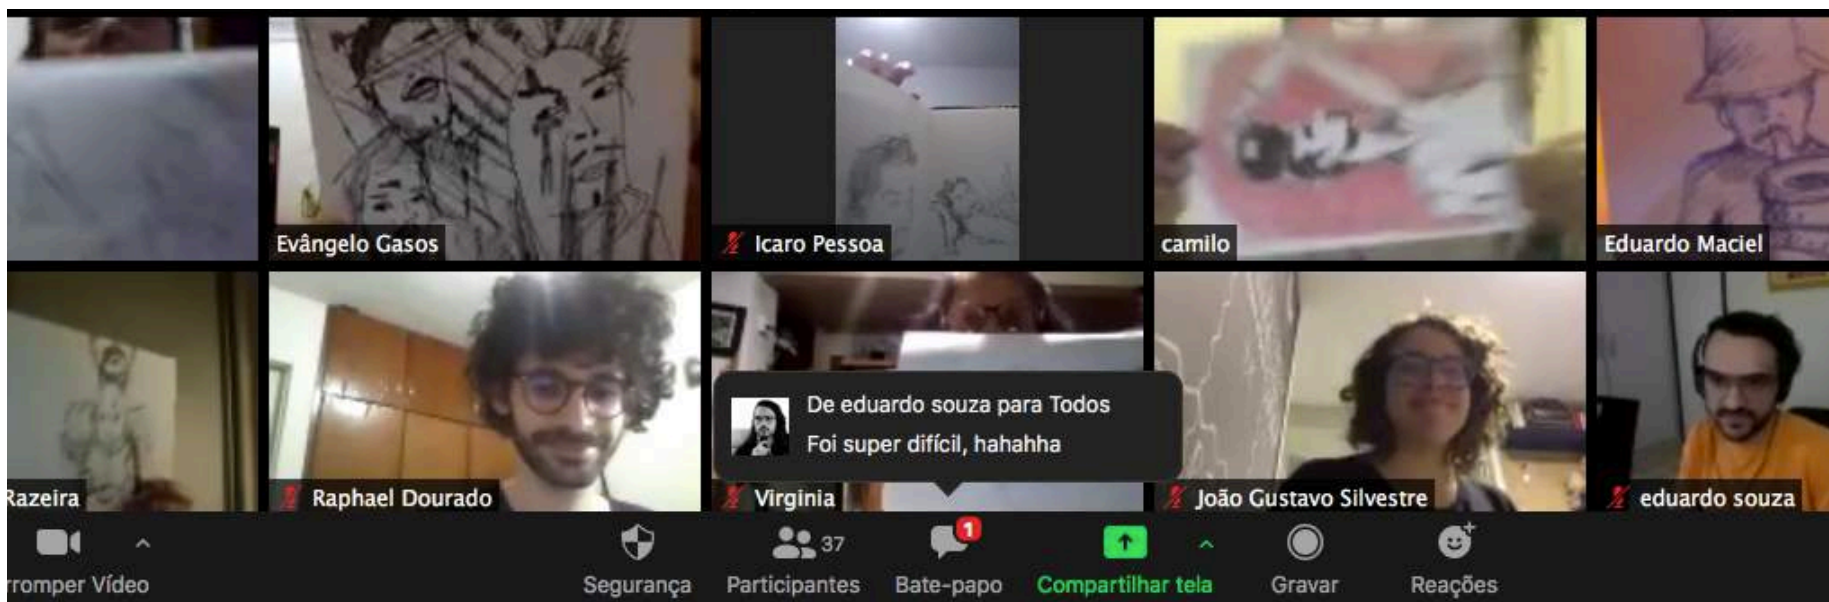 Evângelo Gasos
Icaro Pessoa
camilo
Eduardo Maciel
Razeira
Raphael Dourado
De eduardo souza para Todos
Foi super difícil, hahahha
Virginia
João Gustavo Silvestre
eduardo souza
1
37
rromper Vídeo
Segurança
Participantes
Bate-papo
Compartilhar tela
Gravar
Reações